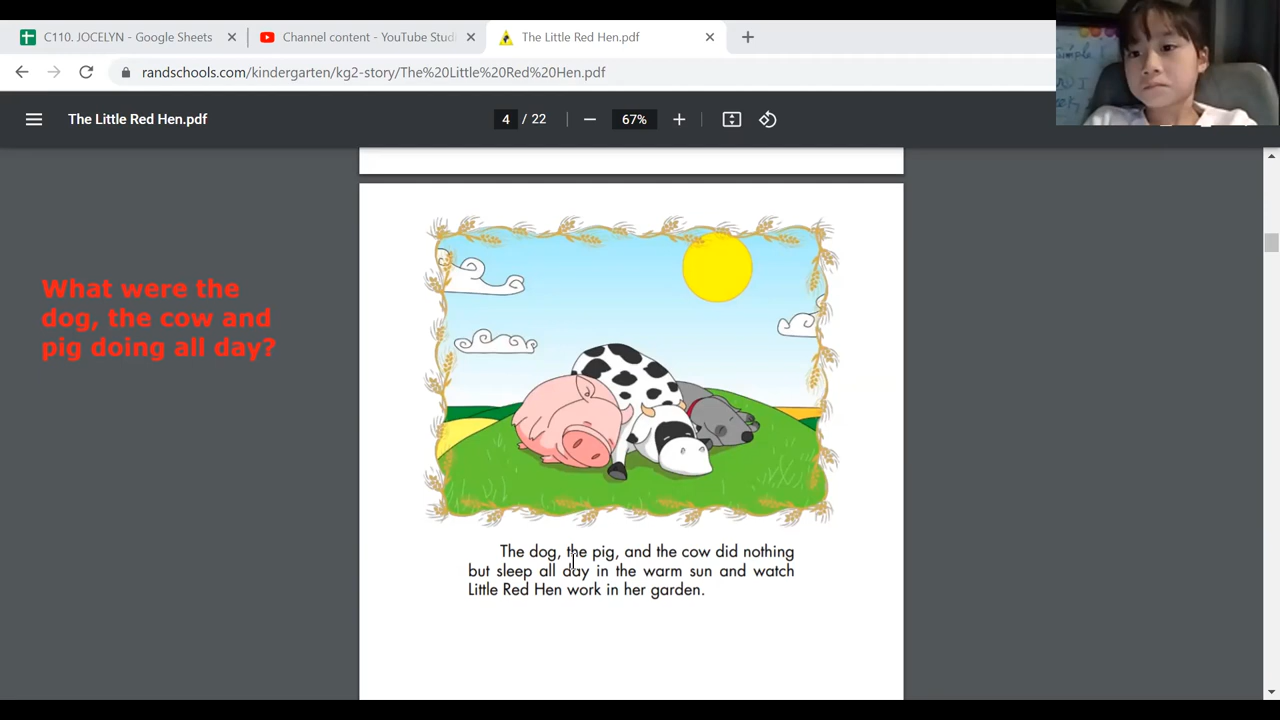 C110. JOCELYN - Google Sheets
Channel content - YouTube Studi
The Little Red Hen.pdf
randschools.com/kindergarten/kg2-story/The%20Little%20Red%20Hen.pdf
The Little Red Hen.pdf
4 / 22
67%
What were the
dog, the cow and
pig doing all day?
The dog, the pig, and the cow did nothing
but sleep all day in the warm sun and watch
Little Red Hen work in her garden.